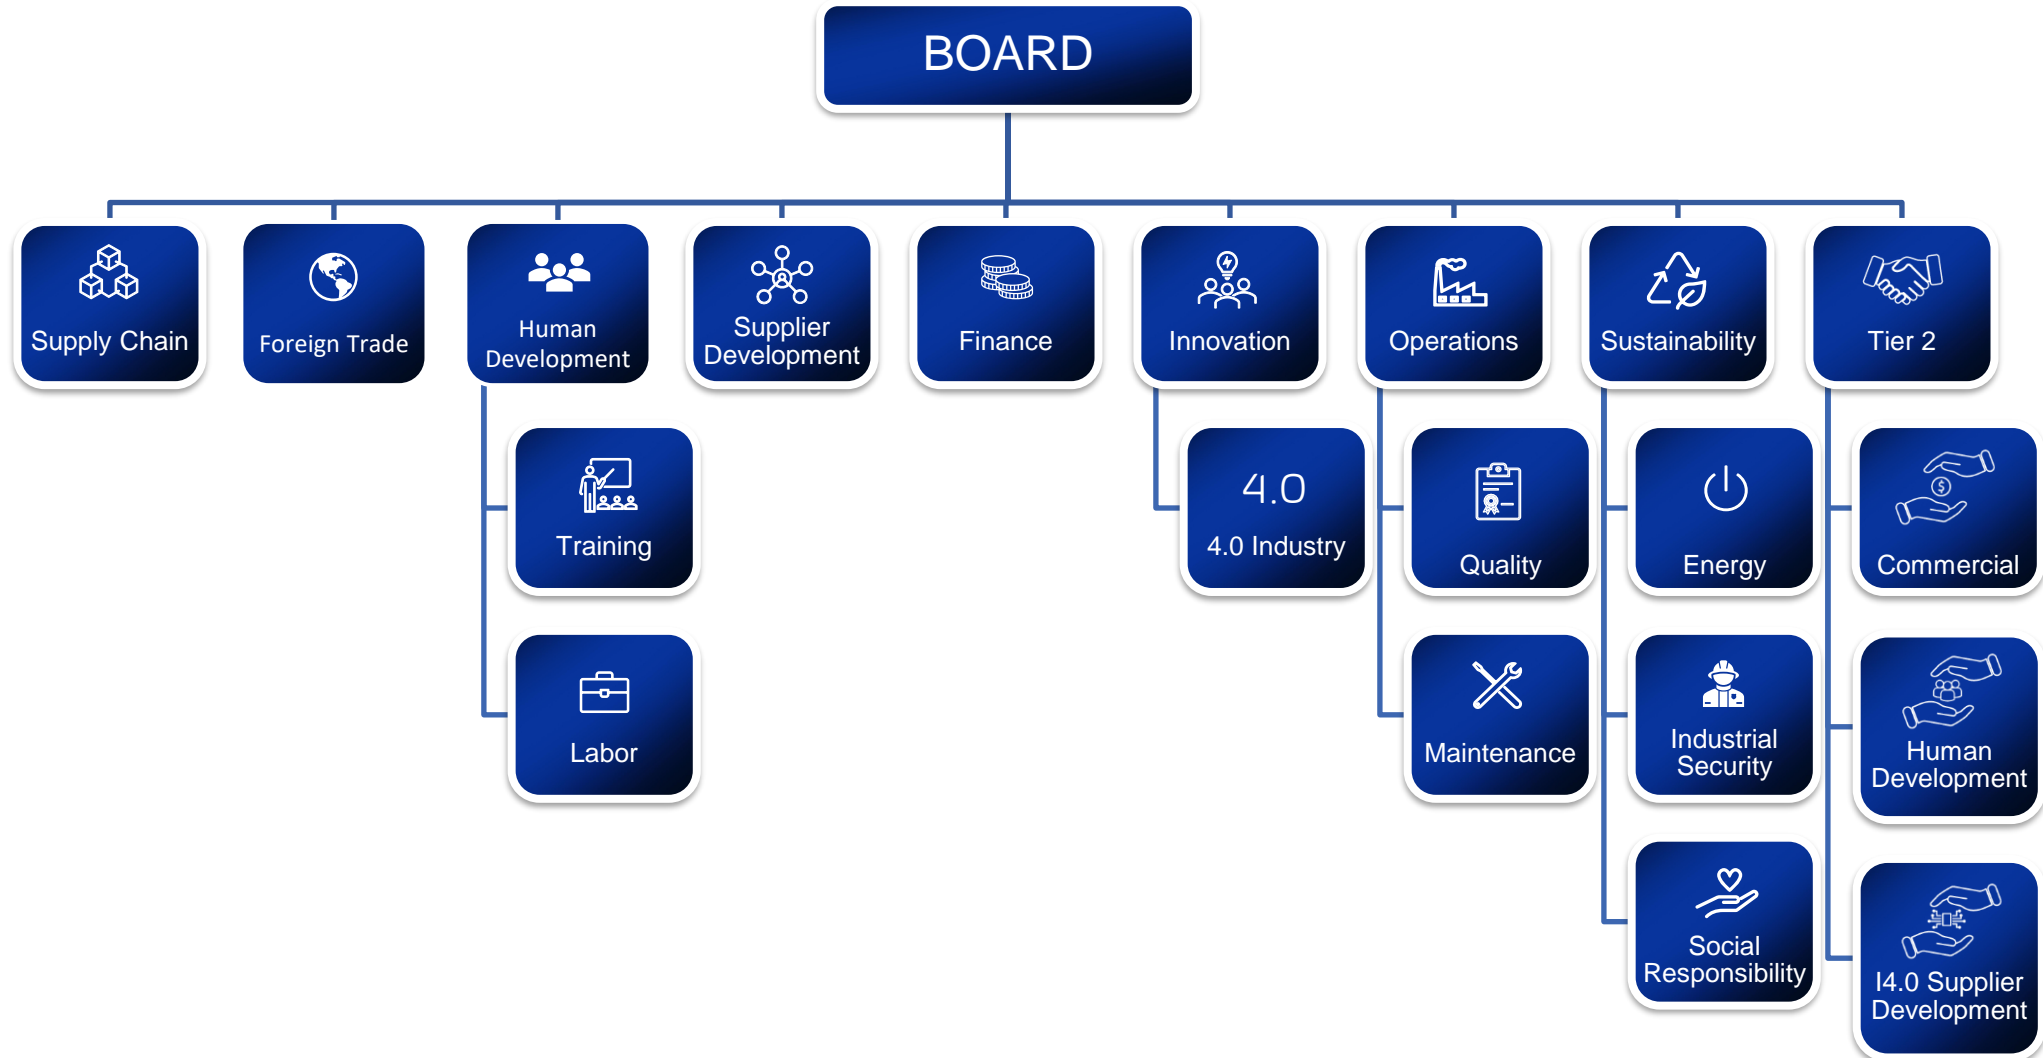 BOARD
Supply Chain
Foreign Trade
Human
Development
Supplier
Development
Finance
Innovation
Operations
Sustainability
Tier 2
Training
4.0
4.0 Industry
Quality
Energy
$
Commercial
Labor
Maintenance
Industrial
Security
Human
Development
Social
Responsibility
I4.0 Supplier
Development